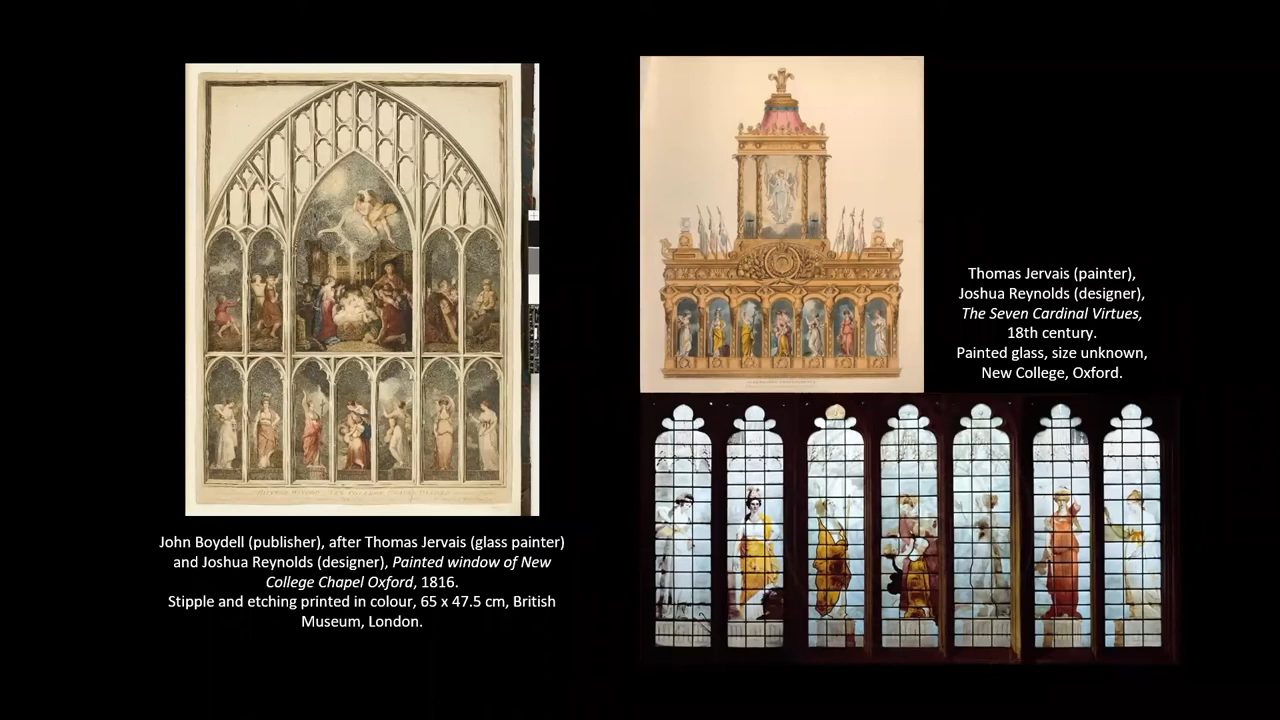 Thomas Jervais (painter),
Joshua Reynolds (designer),
The Seven Cardinal Virtues,
18th century.
Painted glass, size unknown,
New College, Oxford.
John Boydell (publisher), after Thomas Jervais (glass painter)
and Joshua Reynolds (designer), Painted window of New
College Chapel Oxford, 1816.
Stipple and etching printed in colour, 65 x 47.5 cm, British
Museum, London.